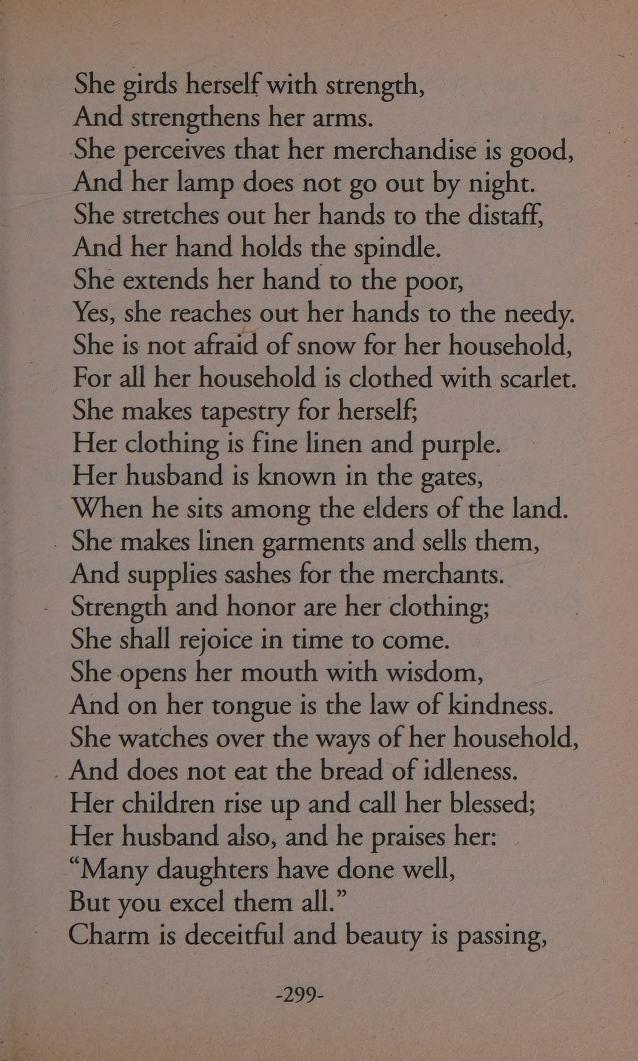 She girds herself with strength,
And strengthens her arms.
She perceives that her merchandise is good,
And her lamp does not go out by night.
She stretches out her hands to the distaff,
And her hand holds the spindle.
She extends her hand to the poor,
Yes, she reaches out her hands to the needy.
She is not afraid of snow for her household,
For all her household is clothed with scarlet.
She makes tapestry for herself;
Her clothing is fine linen and purple.
Her husband is known in the gates,
When he sits among the elders of the land.
She makes linen garments and sells them,
And supplies sashes for the merchants.
Strength and honor are her clothing;
She shall rejoice in time to come.
She opens her mouth with wisdom,
And on her tongue is the law of kindness.
She watches over the ways of her household,
And does not eat the bread of idleness.
Her children rise up and call her blessed;
Her husband also, and he praises her:
“Many daughters have done well,
But you excel them all.”
Charm is deceitful and beauty is passing,
-299-